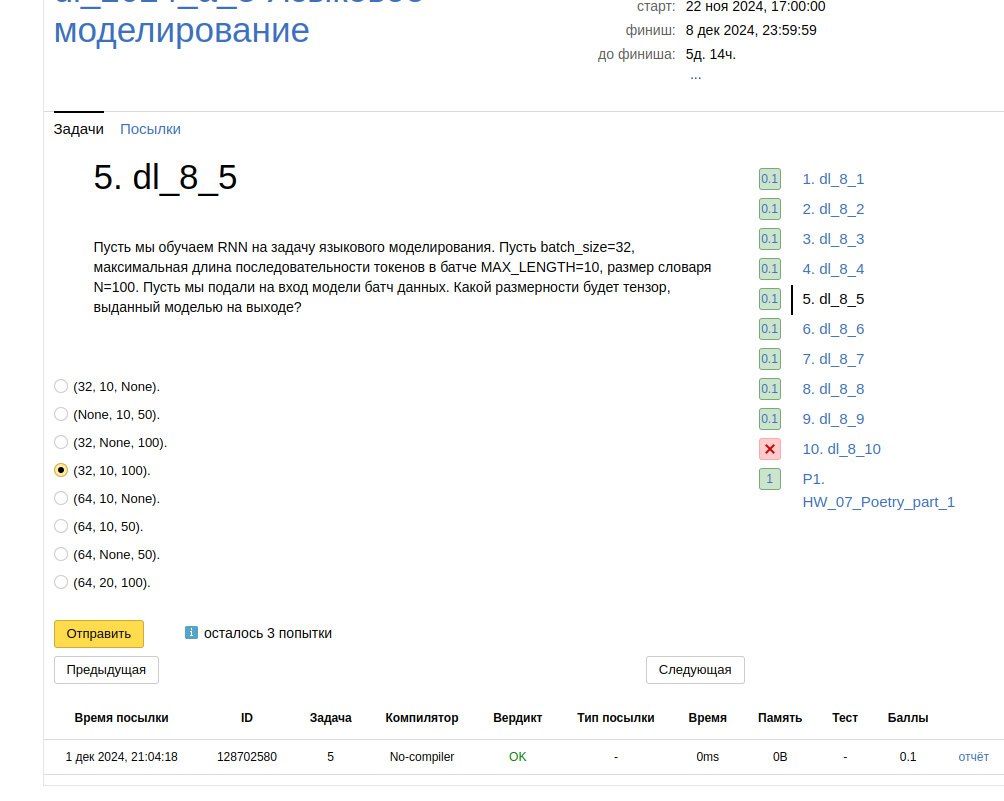 моделирование
старт: 22 ноя 2024, 17:00:00
финиш: 8 дек 2024, 23:59:59
до финиша: 5д. 14ч.
...
Задачи Посылки
5. dl_8_5
Пусть мы обучаем RNN на задачу языкового моделирования. Пусть batch_size=32,
максимальная длина последовательности токенов в батче MAX_LENGTH=10, размер словаря
N=100. Пусть мы подали на вход модели батч данных. Какой размерности будет тензор,
выданный моделью на выходе?
(32, 10, None).
(None, 10, 50).
(32, None, 100).
(32, 10, 100).
(64, 10, None).
(64, 10, 50).
(64, None, 50).
(64, 20, 100).
Отправить
i осталось 3 попытки
Предыдущая
Следующая
0.1 1. dl_8_1
0.1 2. dl_8_2
0.1 3. dl_8_3
0.1 4. dl_8_4
0.1 5. dl_8_5
0.1 6. dl_8_6
0.1 7. dl_8_7
0.1 8. dl_8_8
0.1 9. dl_8_9
10. dl_8_10
1 P1.
HW_07_Poetry_part_1
Время посылки ID Задача Компилятор Вердикт Тип посылки Время Память Тест Баллы
1 дек 2024, 21:04:18 128702580 5 No-compiler OK - 0ms 0B - 0.1 отчёт